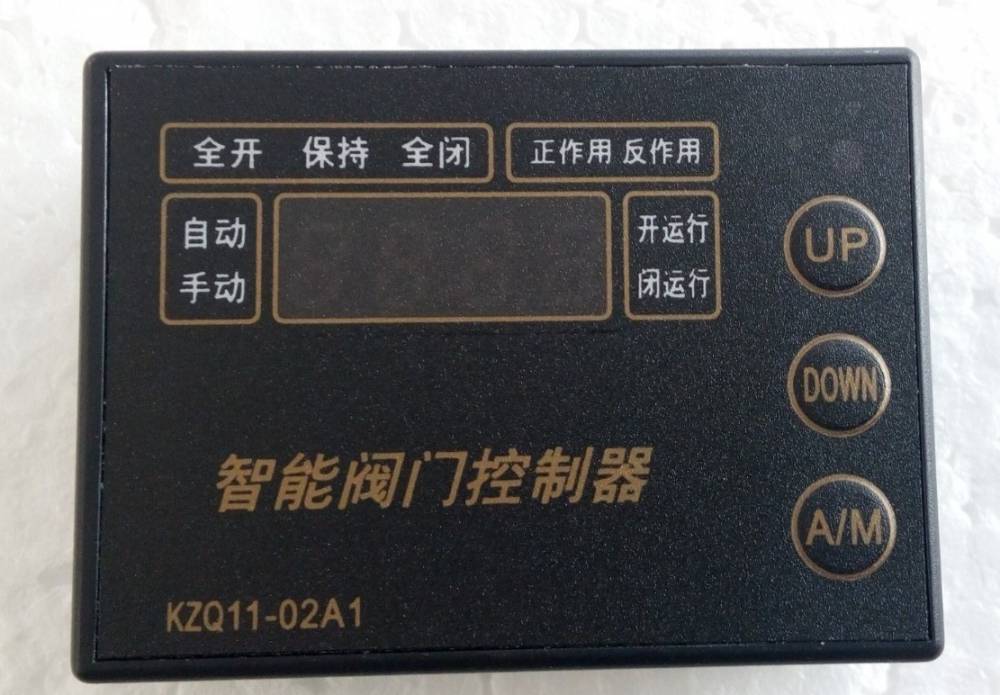 全开 保持 全闭 正作用 反作用
自动 开运行
手动 闭运行
UP
DOWN
智能阀门控制器
A/M
KZQ11-02A1